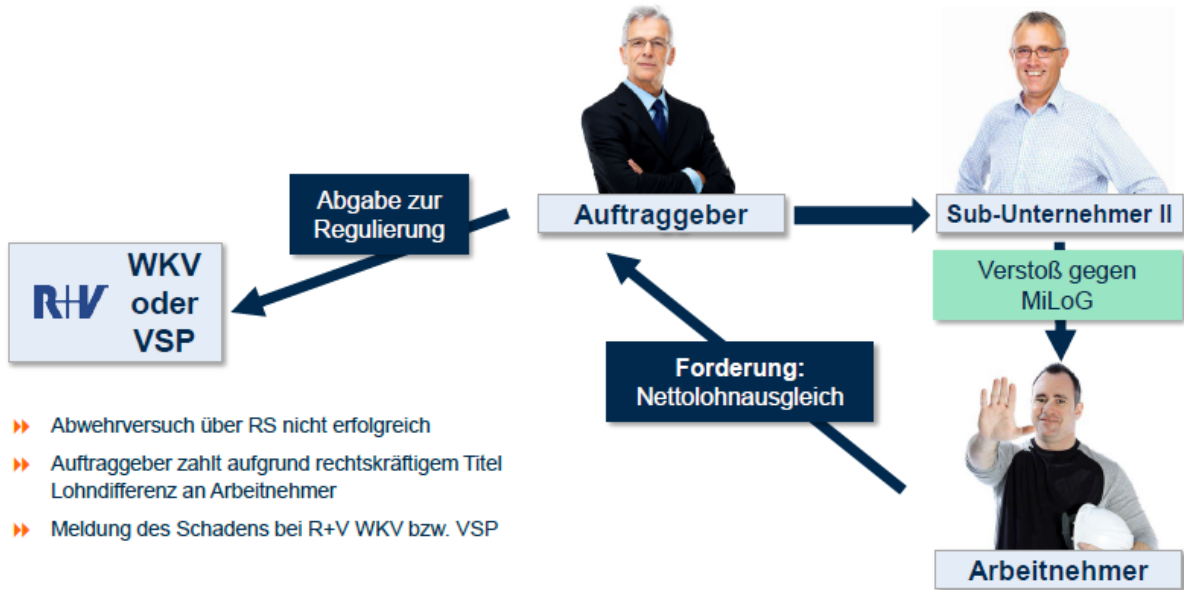 Auftraggeber
Sub-Unternehmer II
Abgabe zur
Regulierung
R+V
WKV
oder
VSP
Verstoß gegen
MiLoG
Forderung:
Nettolohnausgleich
Abwehrversuch über RS nicht erfolgreich
Auftraggeber zahlt aufgrund rechtskräftigem Titel
Lohndifferenz an Arbeitnehmer
Meldung des Schadens bei R+V WKV bzw. VSP
Arbeitnehmer